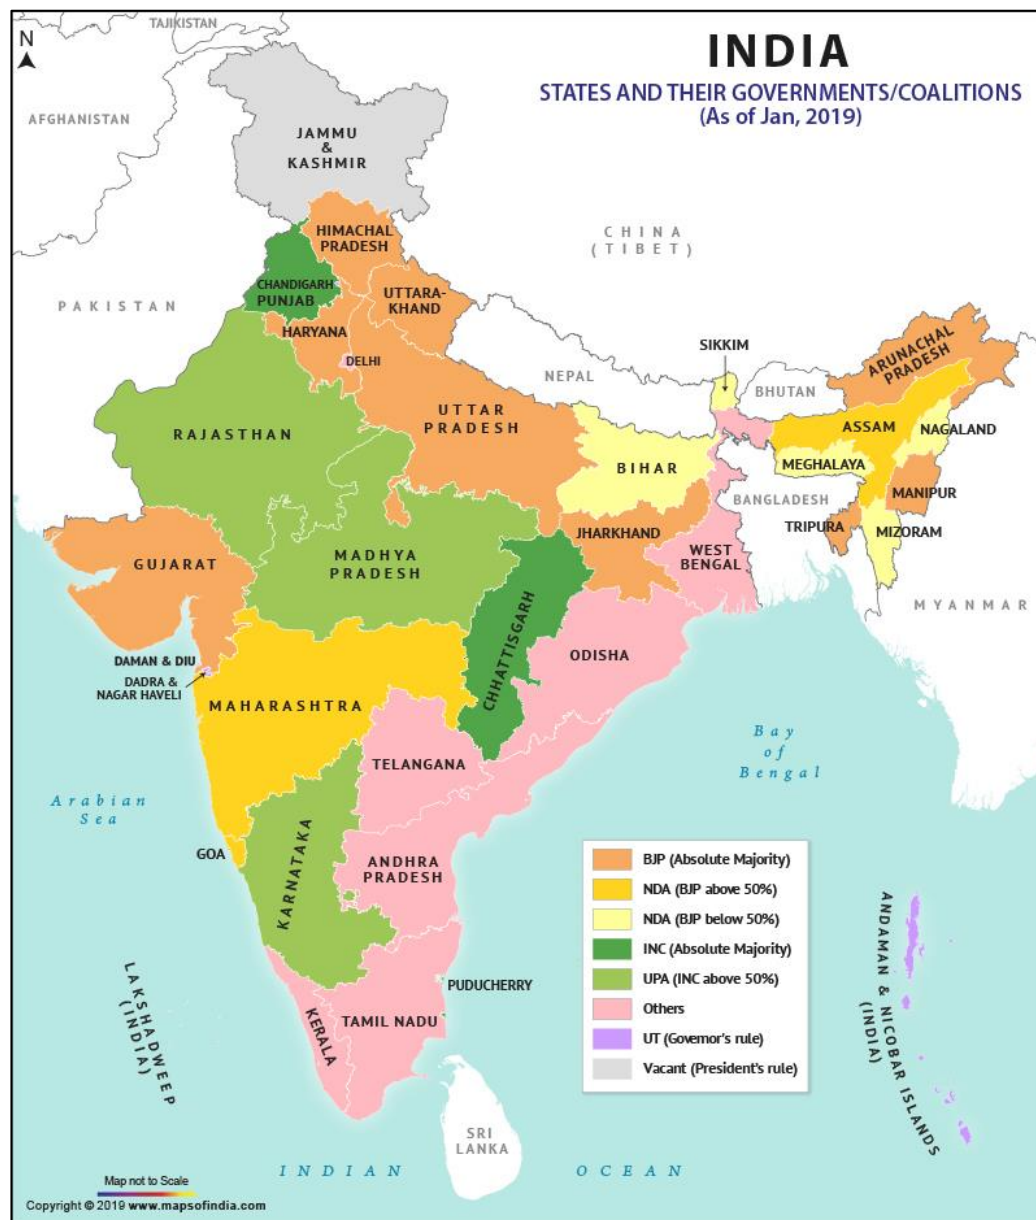 INDIA
STATES AND THEIR GOVERNMENTS/COALITIONS
(As of Jan, 2019)
N
TAJIKISTAN
AFGHANISTAN
JAMMU
&
KASHMIR
CHINA
(TIBET)
HIMACHAL
PRADESH
PAKISTAN
CHANDIGARH
PUNJAB
UTTARA-
KHAND
HARYANA
DELHI
NEPAL
SIKKIM
BHUTAN
ARUNACHAL
PRADESH
RAJASTHAN
UTTAR
PRADESH
BIHAR
ASSAM
NAGALAND
MEGHALAYA
BANGLADESH
MANIPUR
TRIPURA
MIZORAM
GUJARAT
MADHYA
PRADESH
JHARKHAND
WEST
BENGAL
MYANMAR
DAMAN & DIU
DADRA &
NAGAR HAVELI
MAHARASHTRA
CHHATTISGARH
ODISHA
TELANGANA
Bay
of
Bengal
Arabian
Sea
GOA
KARNATAKA
ANDHRA
PRADESH
BJP (Absolute Majority)
NDA (BJP above 50%)
NDA (BJP below 50%)
INC (Absolute Majority)
UPA (INC above 50%)
Others
UT (Governor's rule)
Vacant (President's rule)
PUDUCHERRY
LAKSHADWEEP
(INDIA)
KERALA
TAMIL NADU
ANDAMAN & NICOBAR ISLANDS
(INDIA)
SRI
LANKA
INDIAN OCEAN
Map not to Scale
Copyright © 2019 www.mapsofindia.com